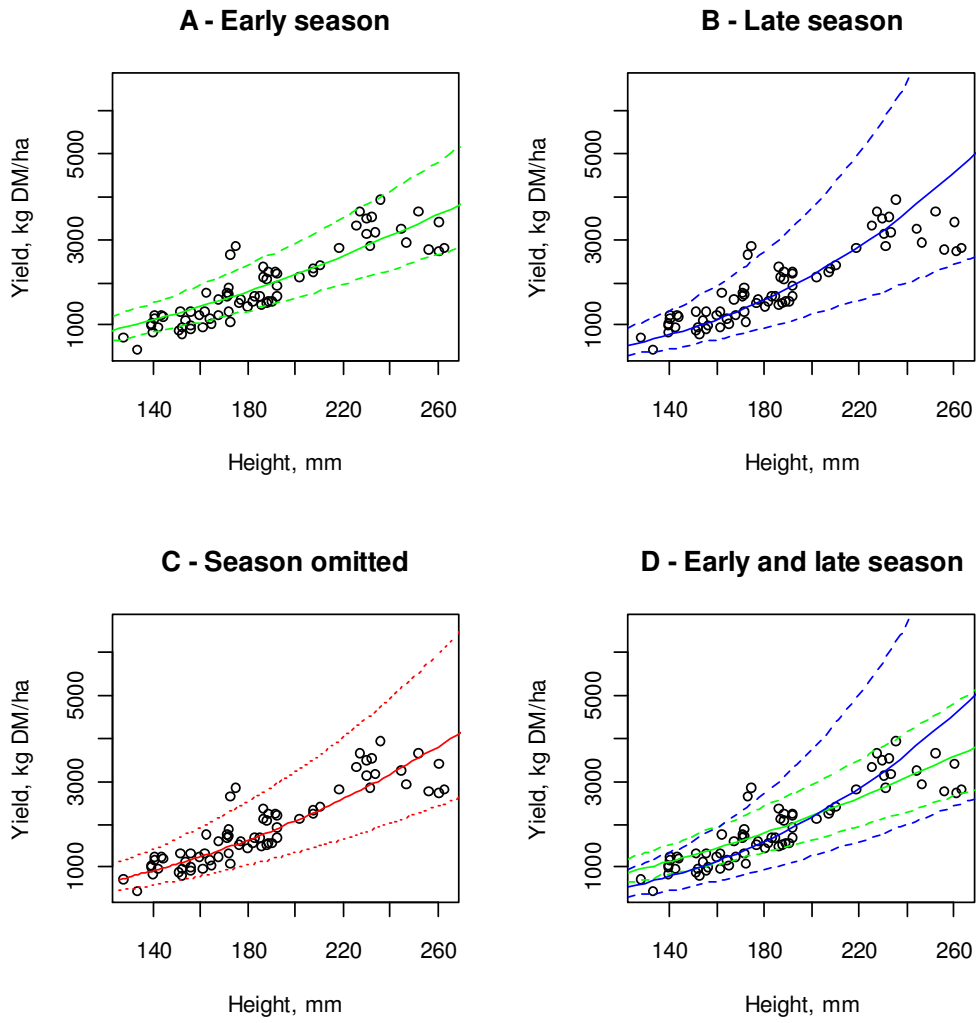 A - Early season
B - Late season
Yield, kg DM/ha
1000 3000 5000
140 180 220 260
Height, mm
Yield, kg DM/ha
1000 3000 5000
140 180 220 260
Height, mm
C - Season omitted
D - Early and late season
Yield, kg DM/ha
1000 3000 5000
140 180 220 260
Height, mm
Yield, kg DM/ha
1000 3000 5000
140 180 220 260
Height, mm